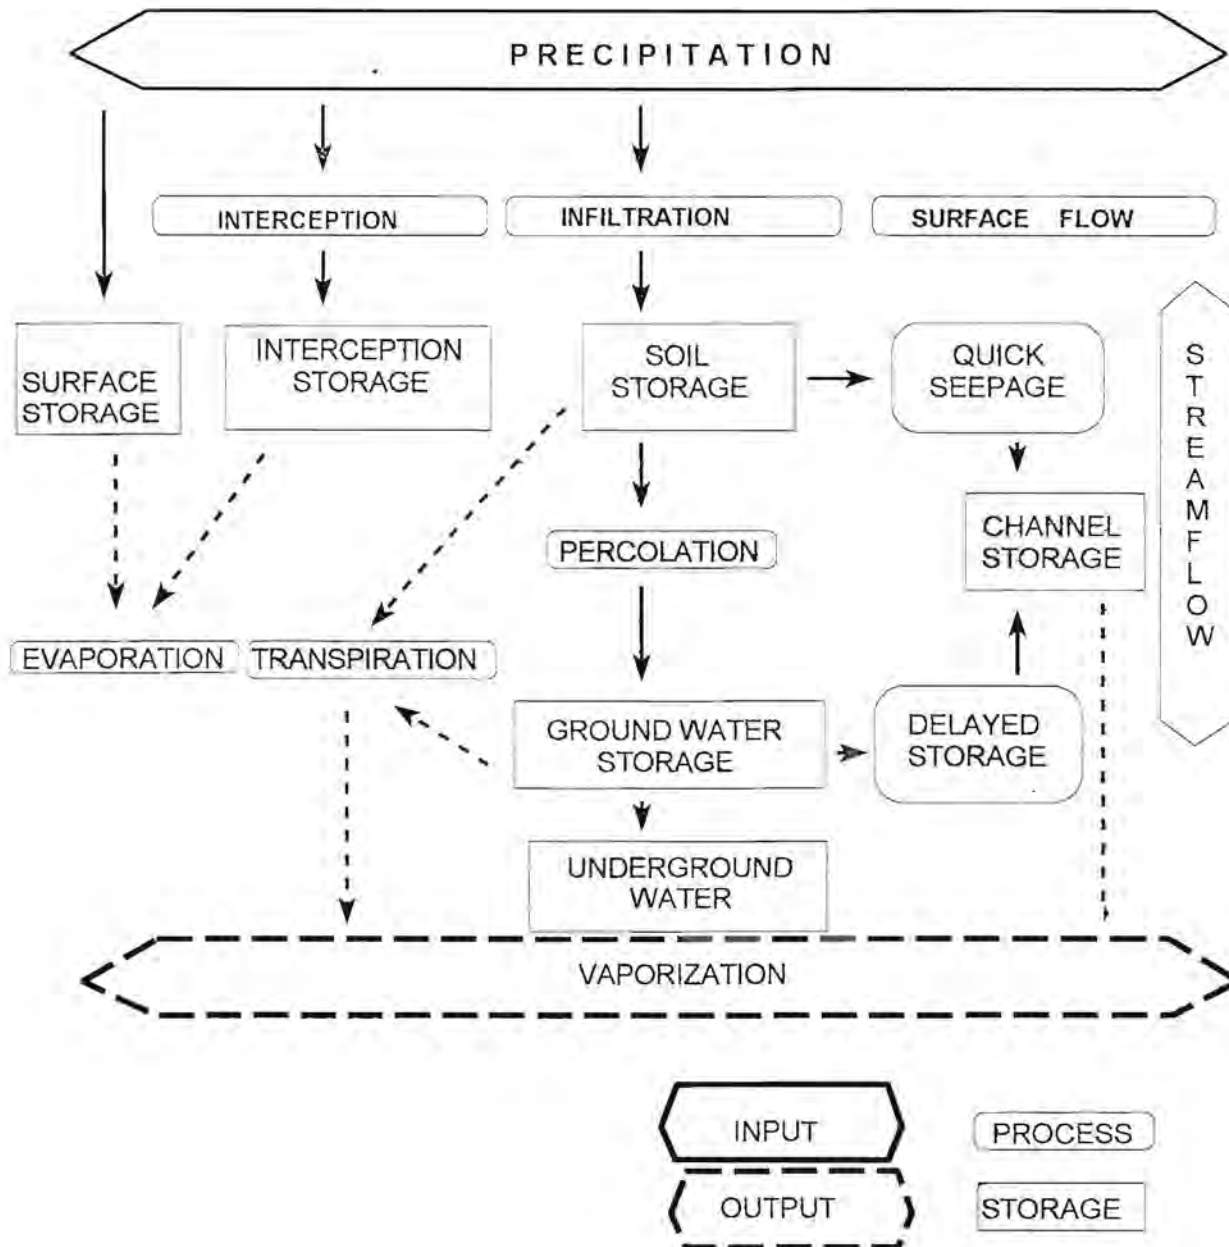 PRECIPITATION
INTERCEPTION
INFILTRATION
SURFACE FLOW
SURFACE
STORAGE
INTERCEPTION
STORAGE
SOIL
STORAGE
QUICK
SEEPAGE
STREAMFLOW
CHANNEL
STORAGE
PERCOLATION
EVAPORATION
TRANSPIRATION
GROUND WATER
STORAGE
DELAYED
STORAGE
UNDERGROUND
WATER
VAPORIZATION
INPUT
PROCESS
OUTPUT
STORAGE